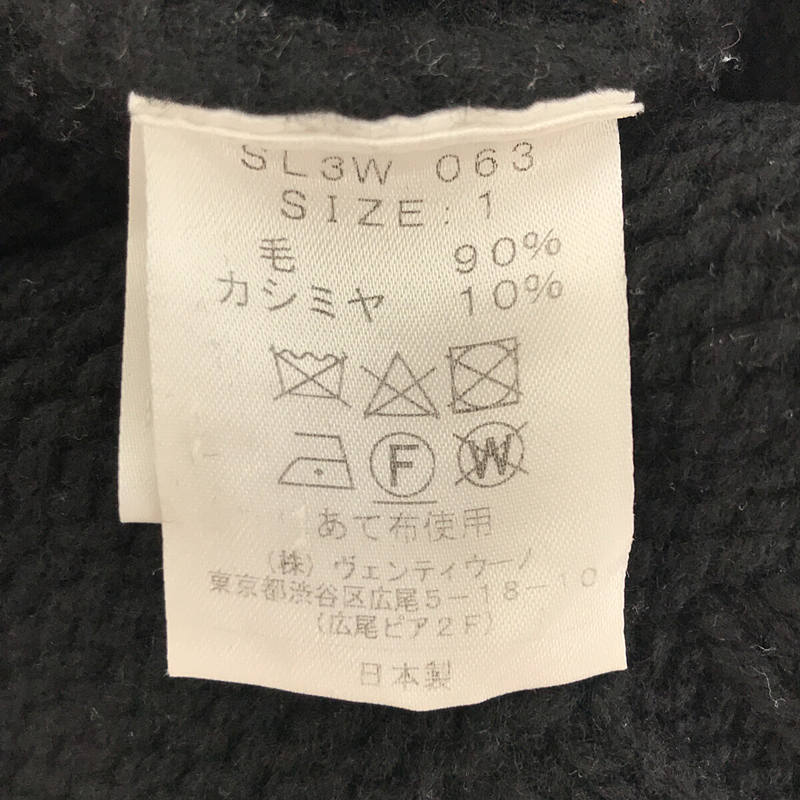 SL3W 063
SIZE: 1
毛 90%
カシミヤ 10%
F W
あて布使用
(株) ヴェンティウーノ
東京都渋谷区広尾5-18-10
(広尾ピア2F)
日本製